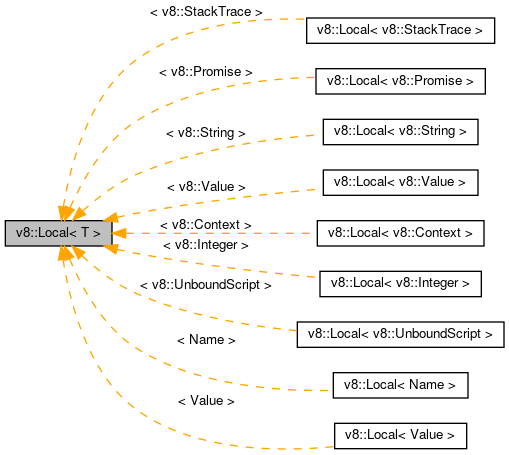 < v8::StackTrace >
v8::Local< v8::StackTrace >
< v8::Promise >
v8::Local< v8::Promise >
< v8::String >
v8::Local< v8::String >
< v8::Value >
v8::Local< v8::Value >
v8::Local< T >
< v8::Context >
v8::Local< v8::Context >
< v8::Integer >
v8::Local< v8::Integer >
< v8::UnboundScript >
v8::Local< v8::UnboundScript >
< Name >
v8::Local< Name >
< Value >
v8::Local< Value >